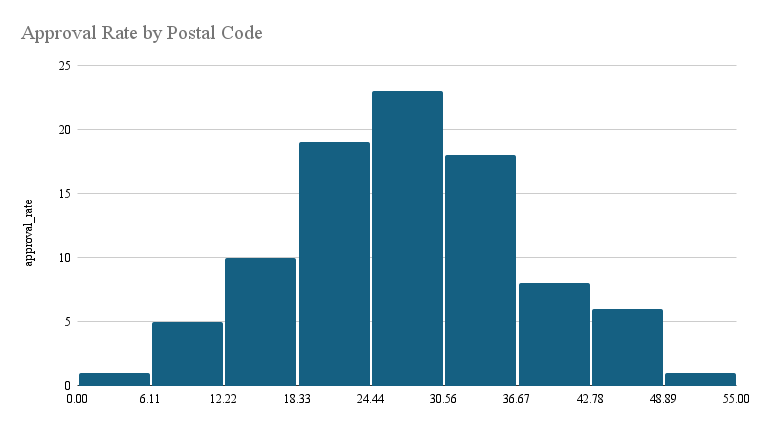 Approval Rate by Postal Code
25
20
15
10
5
0
approval_rate
0.00 6.11 12.22 18.33 24.44 30.56 36.67 42.78 48.89 55.00